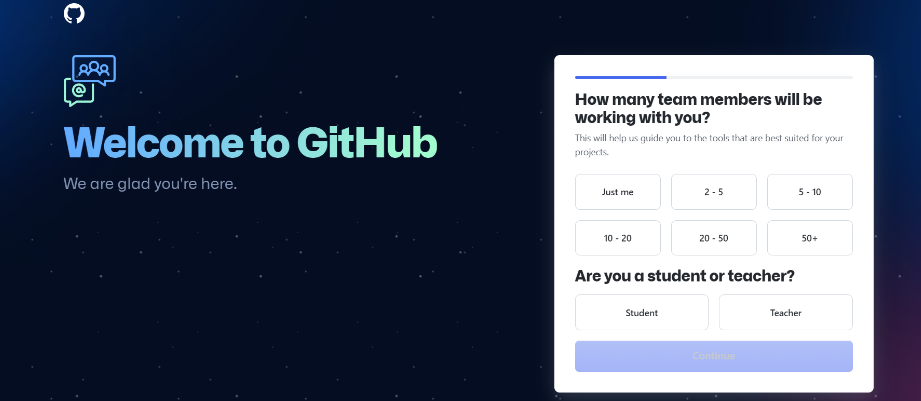 @
Welcome to GitHub
We are glad you're here.
How many team members will be
working with you?
This will help us guide you to the tools that are best suited for your
projects.
Just me
2 - 5
5 - 10
10 - 20
20 - 50
50+
Are you a student or teacher?
Student
Teacher
Continue